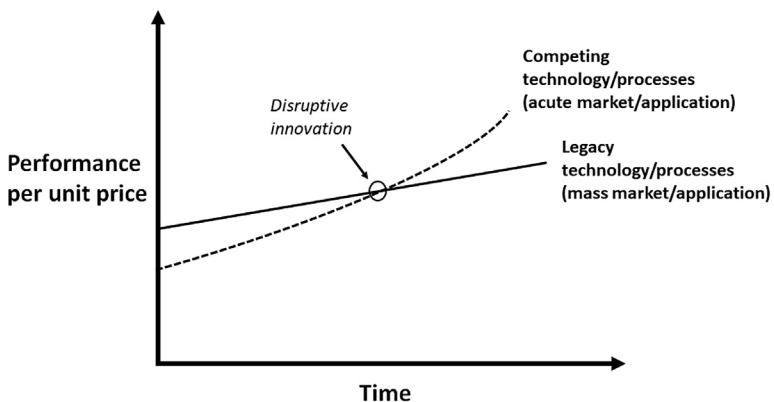 Competing
technology/processes
(acute market/application)
Disruptive
innovation
Legacy
technology/processes
(mass market/application)
Performance
per unit price
Time